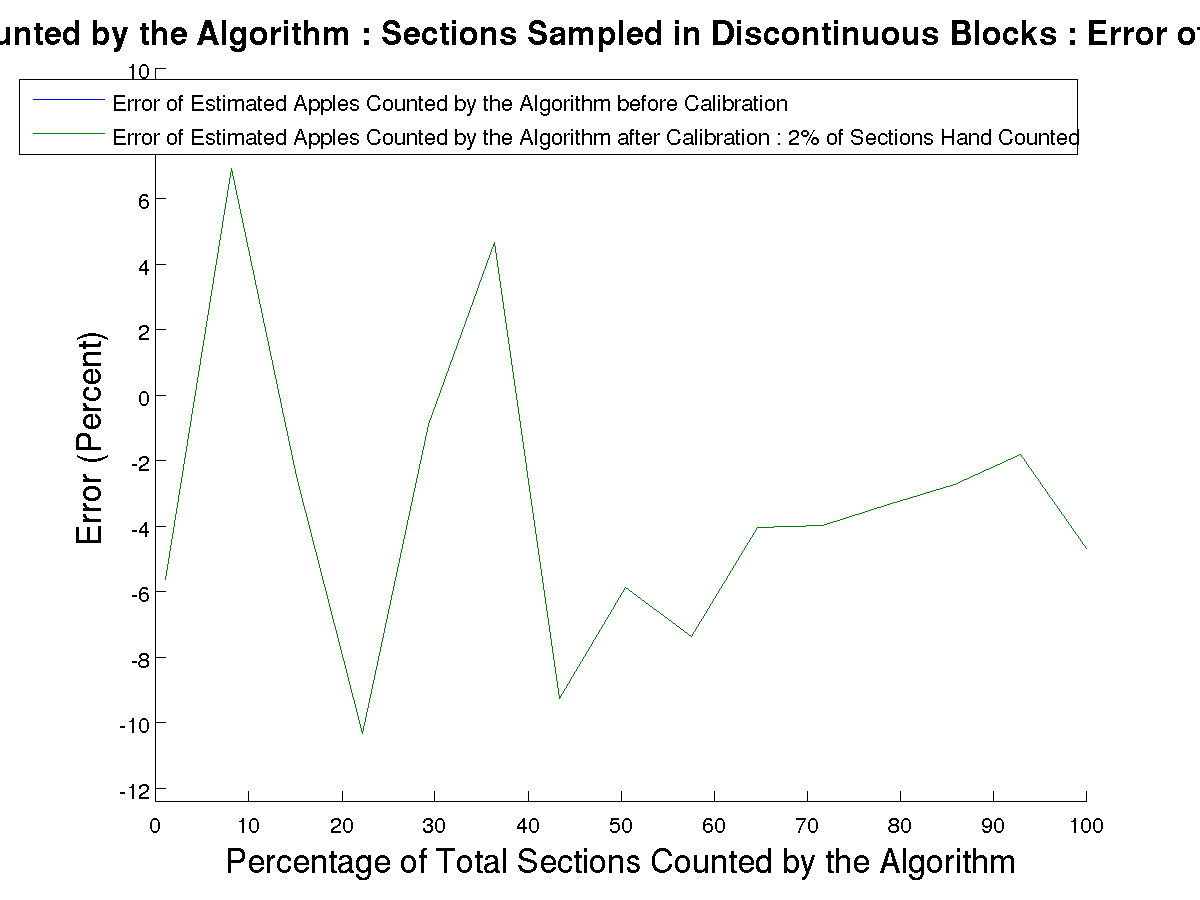 unted by the Algorithm : Sections Sampled in Discontinuous Blocks : Error of
10
Error of Estimated Apples Counted by the Algorithm before Calibration
Error of Estimated Apples Counted by the Algorithm after Calibration : 2% of Sections Hand Counted
6
4
2
0
-2
-4
-6
-8
-10
-12
Error (Percent)
0 10 20 30 40 50 60 70 80 90 100
Percentage of Total Sections Counted by the Algorithm